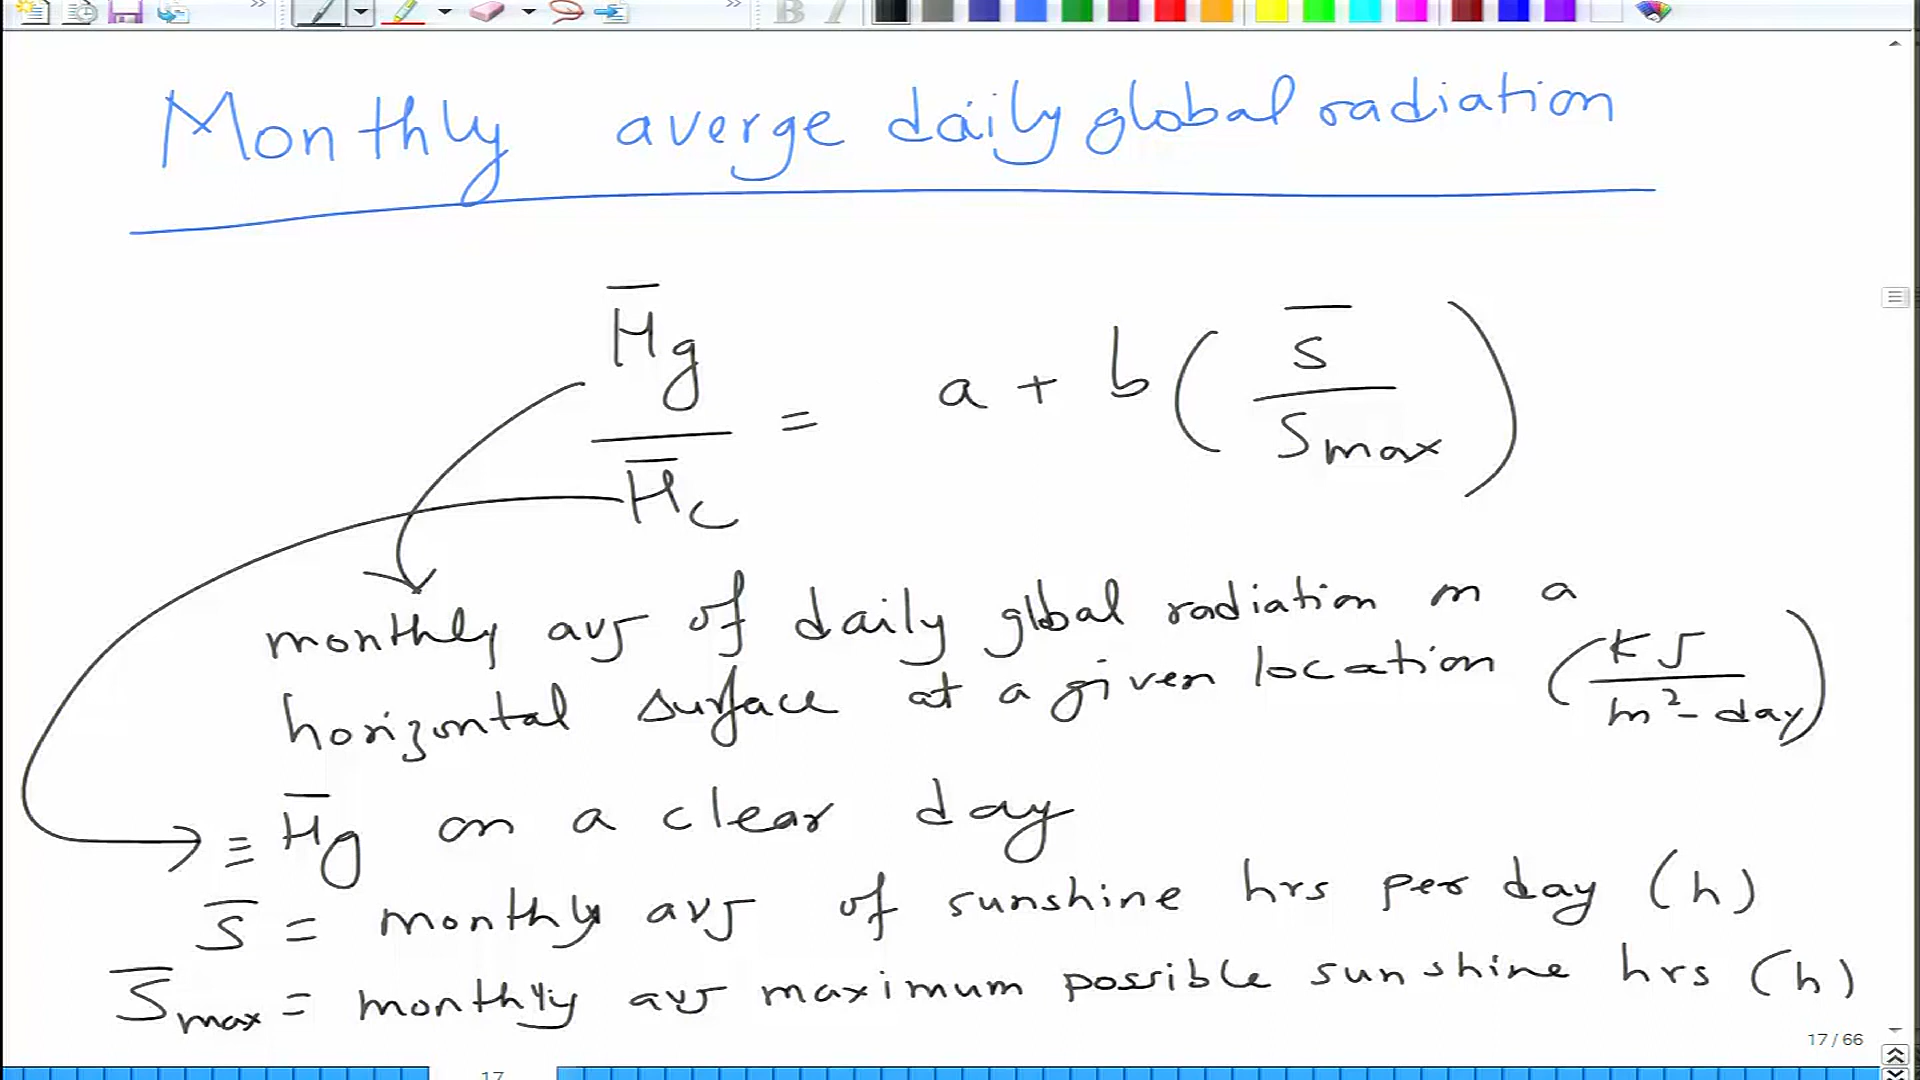 Monthly averge daily global radiation
H̅g / H̅c = a + b ( s̅ / Smax )
monthly avg of daily global radiation on a
horizontal surface at a given location (KJ / m²-day)
≡ H̅g on a clear day
s̅ = monthly avg of sunshine hrs per day (h)
S̅max = monthly avg maximum possible sunshine hrs (h)
17 / 66
17